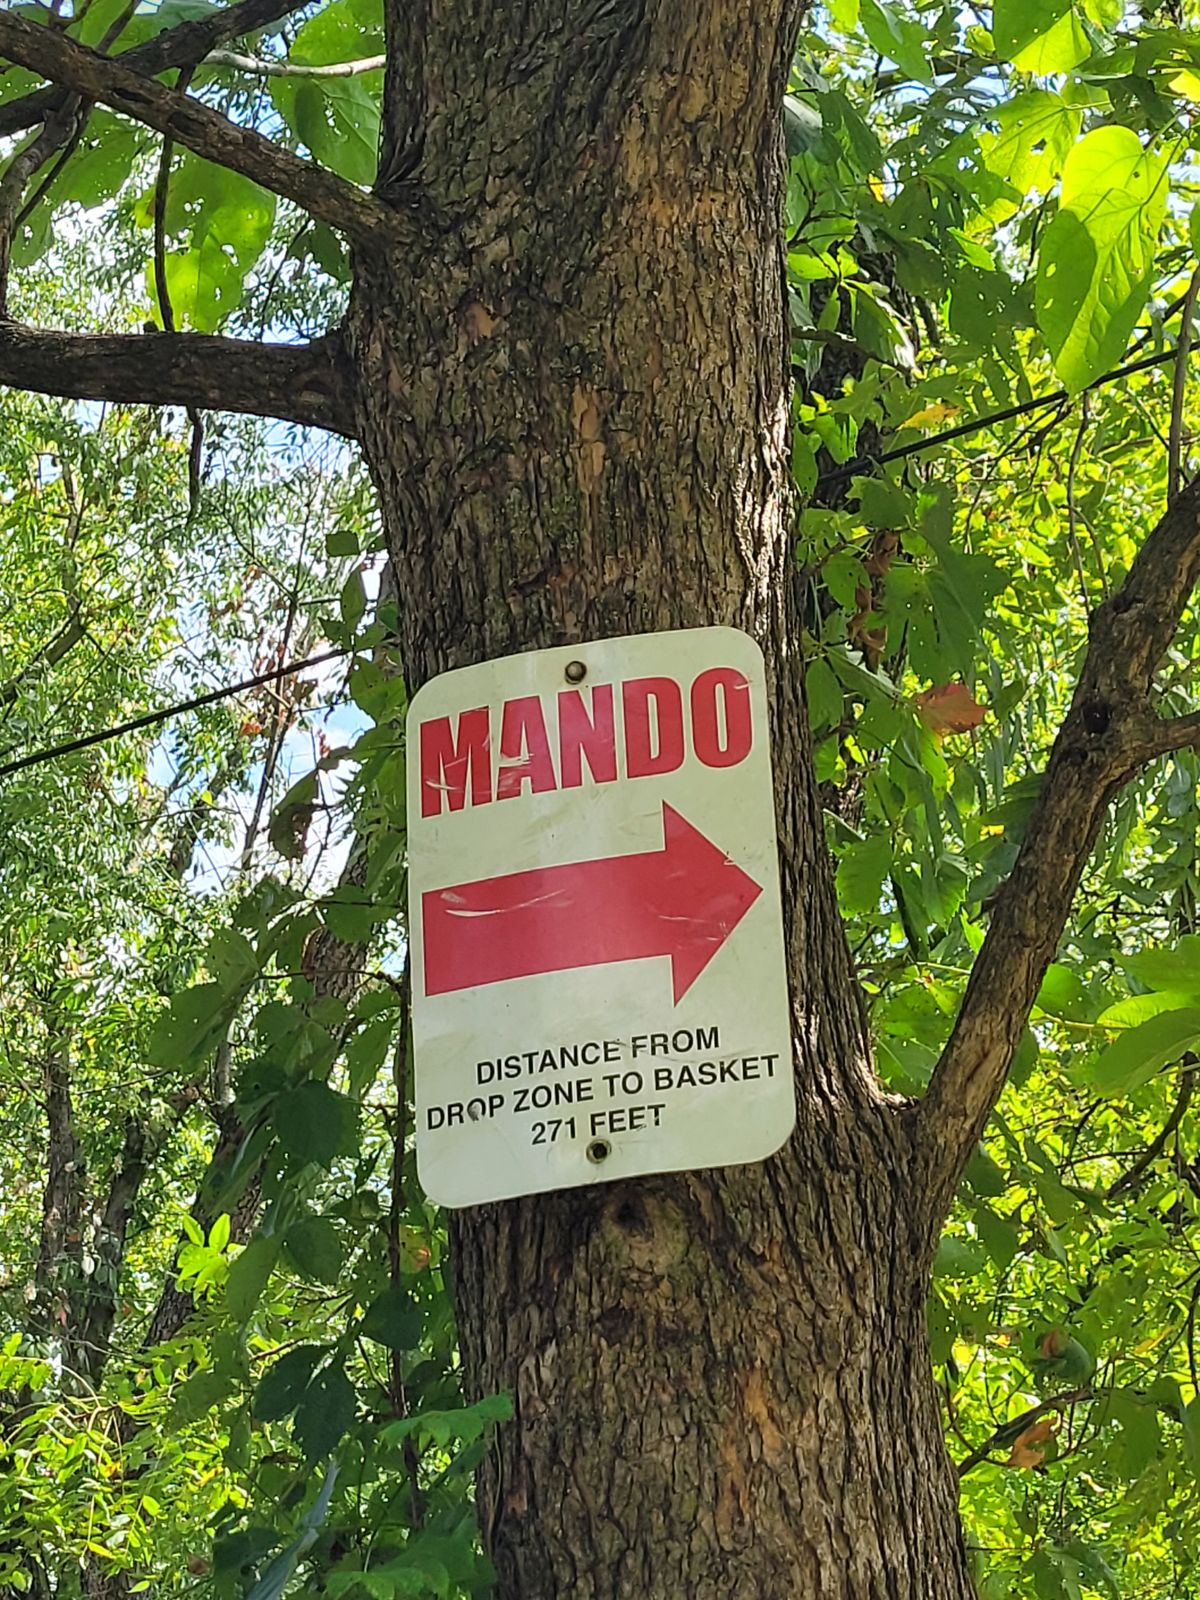 MANDO
DISTANCE FROM
DROP ZONE TO BASKET
271 FEET